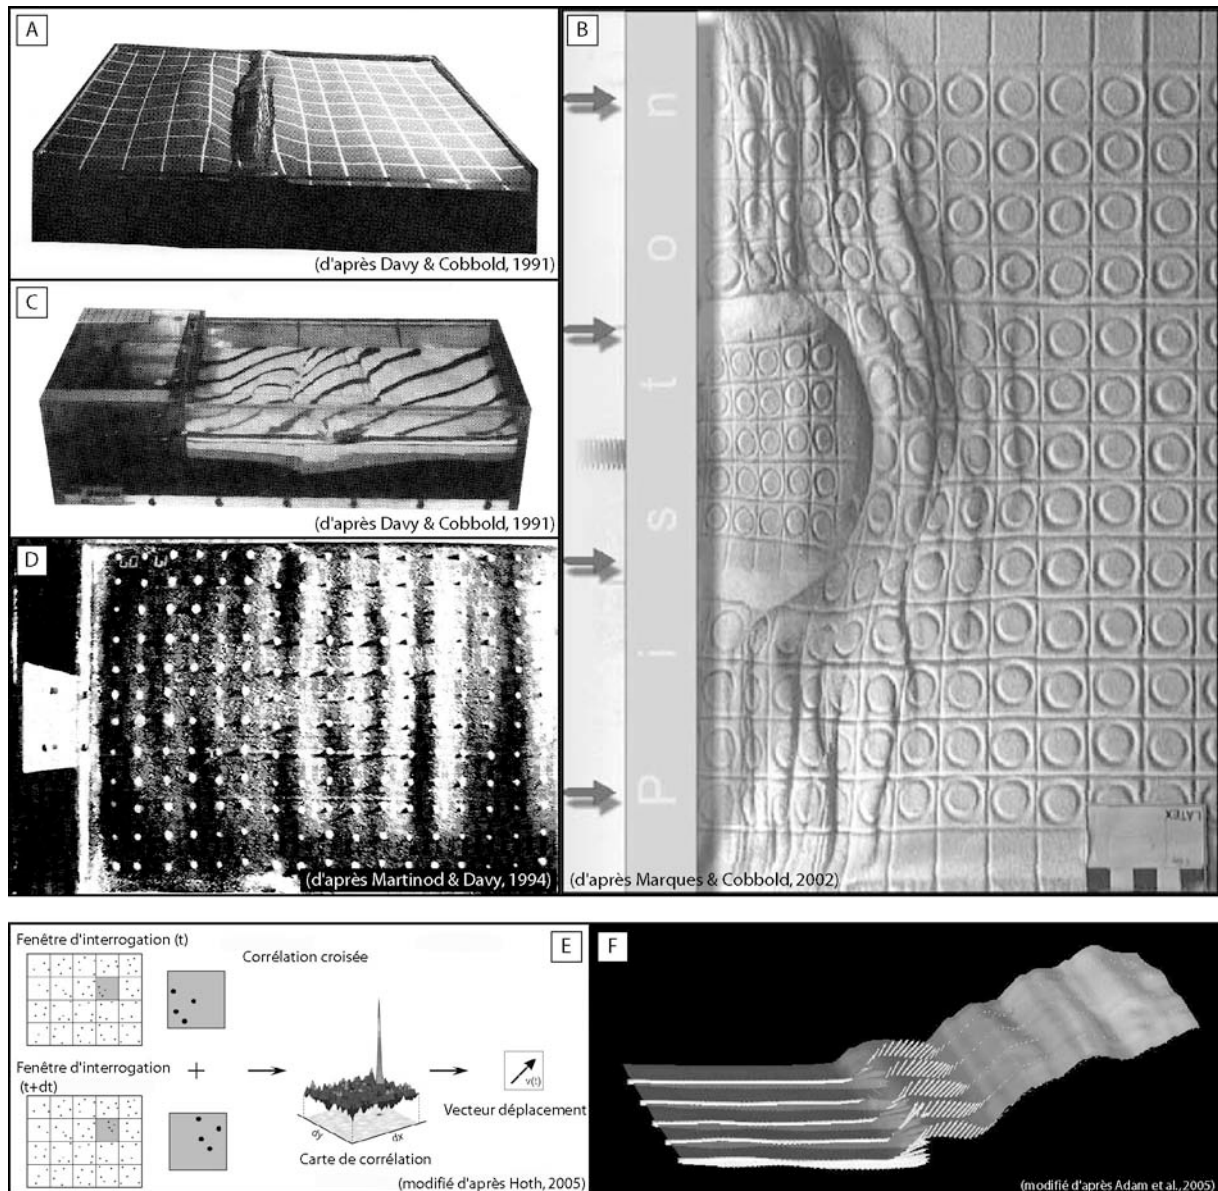 A
(d'après Davy & Cobbold, 1991)
B
Piston
LATEX
(d'après Marques & Cobbold, 2002)
C
(d'après Davy & Cobbold, 1991)
D
(d'après Martinod & Davy, 1994)
Fenêtre d'interrogation (t)
E
Corrélation croisée
Fenêtre d'interrogation
(t+dt)
v(t)
Vecteur déplacement
dy
dx
Carte de corrélation
(modifié d'après Hoth, 2005)
F
(modifié d'après Adam et al., 2005)